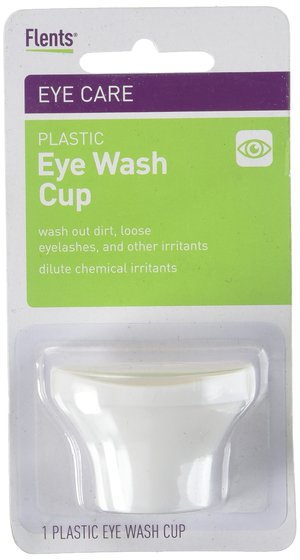 Flents®
EYE CARE
PLASTIC
Eye Wash
Cup
wash out dirt, loose
eyelashes, and other irritants
dilute chemical irritants
1 PLASTIC EYE WASH CUP